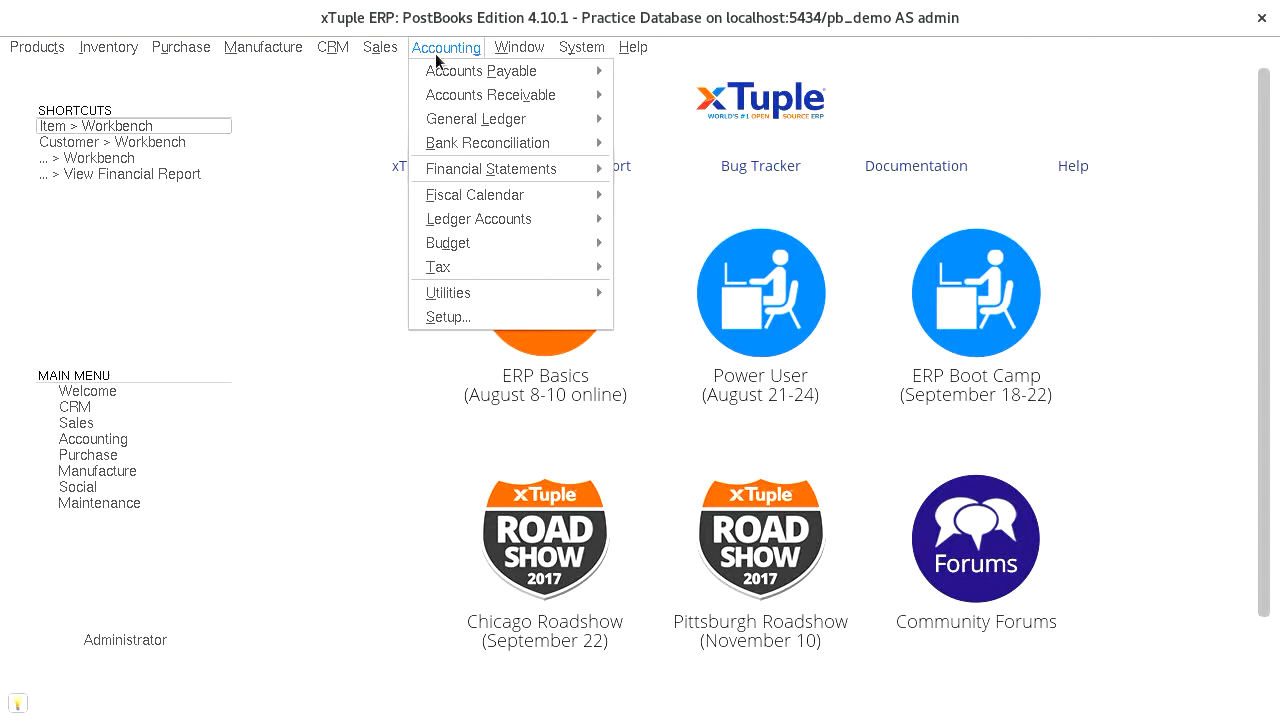 xTuple ERP: PostBooks Edition 4.10.1 - Practice Database on localhost:5434/pb_demo AS admin
Products Inventory Purchase Manufacture CRM Sales Accounting Window System Help
Accounts Payable
Accounts Receivable
General Ledger
Bank Reconciliation
Financial Statements
Fiscal Calendar
Ledger Accounts
Budget
Tax
Utilities
Setup...
SHORTCUTS
Item > Workbench
Customer > Workbench
... > Workbench
... > View Financial Report
MAIN MENU
Welcome
CRM
Sales
Accounting
Purchase
Manufacture
Social
Maintenance
Administrator
xTuple
WORLD'S #1 OPEN SOURCE ERP
Bug Tracker Documentation Help
ERP Basics
(August 8-10 online)
Power User
(August 21-24)
ERP Boot Camp
(September 18-22)
xTuple
ROAD
SHOW
2017
Chicago Roadshow
(September 22)
xTuple
ROAD
SHOW
2017
Pittsburgh Roadshow
(November 10)
Forums
Community Forums